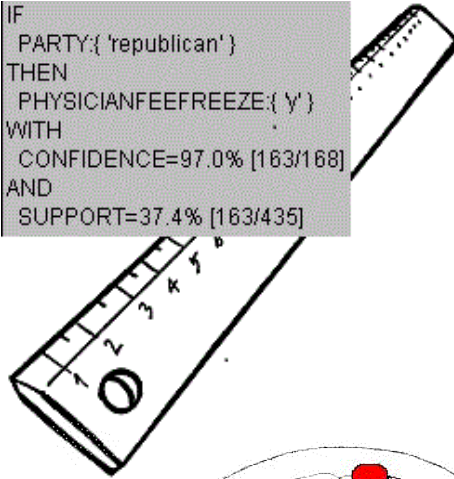 IF
PARTY:{ 'republican' }
THEN
PHYSICIANFEEFREEZE:{ 'y' }
WITH
CONFIDENCE=97.0% [163/168]
AND
SUPPORT=37.4% [163/435]
6
5
4
3
2
1